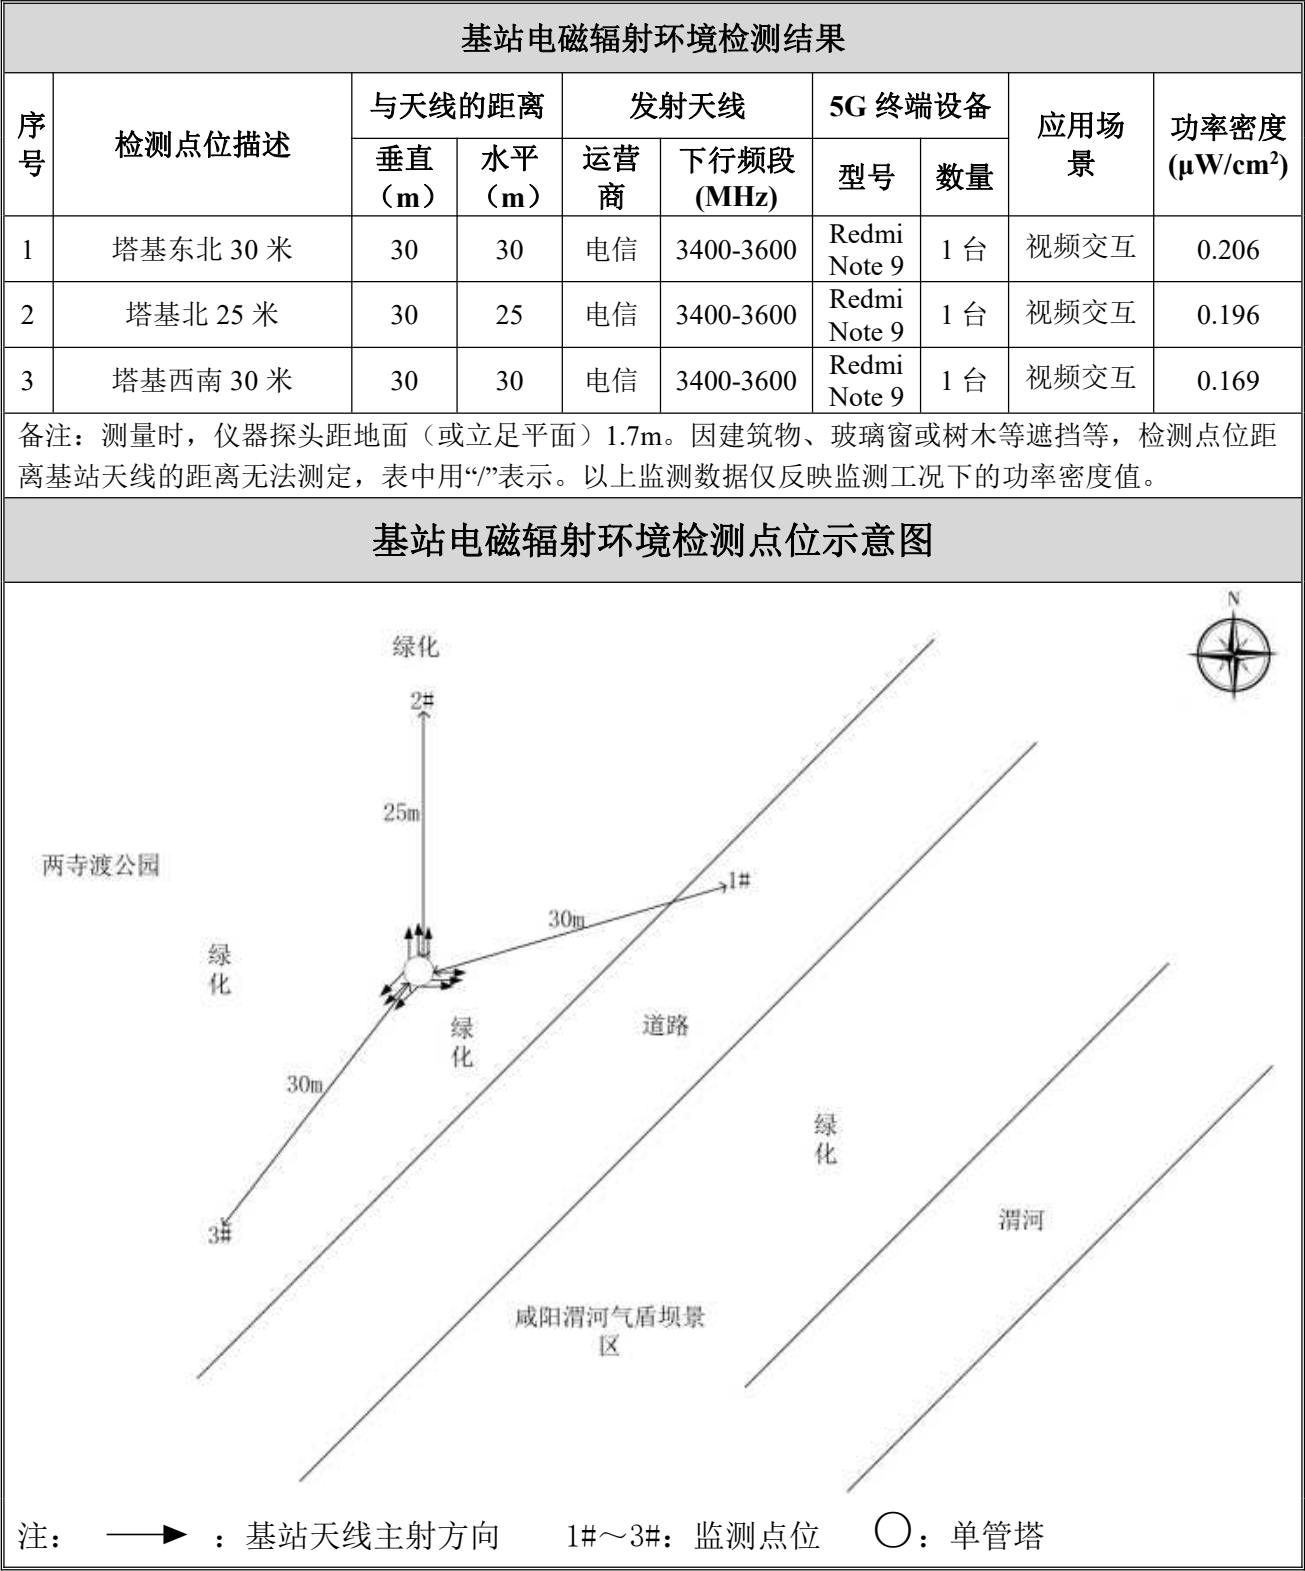 基站电磁辐射环境检测结果
序号 检测点位描述 与天线的距离 发射天线 5G 终端设备 应用场景 功率密度(μW/cm²)
垂直（m） 水平（m） 运营商 下行频段(MHz) 型号 数量
1 塔基东北 30 米 30 30 电信 3400-3600 Redmi Note 9 1 台 视频交互 0.206
2 塔基北 25 米 30 25 电信 3400-3600 Redmi Note 9 1 台 视频交互 0.196
3 塔基西南 30 米 30 30 电信 3400-3600 Redmi Note 9 1 台 视频交互 0.169
备注：测量时，仪器探头距地面（或立足平面）1.7m。因建筑物、玻璃窗或树木等遮挡等，检测点位距
离基站天线的距离无法测定，表中用“/”表示。以上监测数据仅反映监测工况下的功率密度值。
基站电磁辐射环境检测点位示意图
N
绿化
2#
25m
两寺渡公园
1#
30m
绿化
绿化
道路
30m
绿化
3#
渭河
咸阳渭河气盾坝景
区
注： ：基站天线主射方向 1#～3#：监测点位 ：单管塔